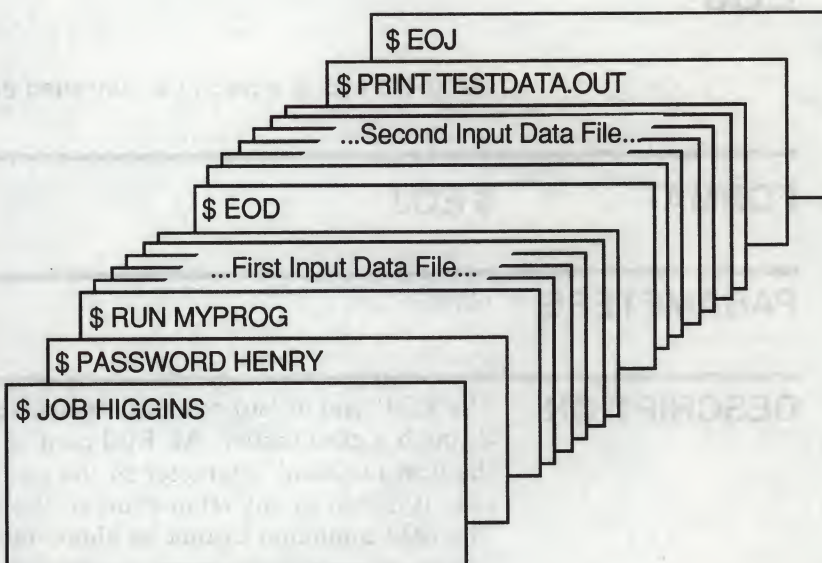 $ EOJ
$ PRINT TESTDATA.OUT
...Second Input Data File...
$ EOD
...First Input Data File...
$ RUN MYPROG
$ PASSWORD HENRY
$ JOB HIGGINS